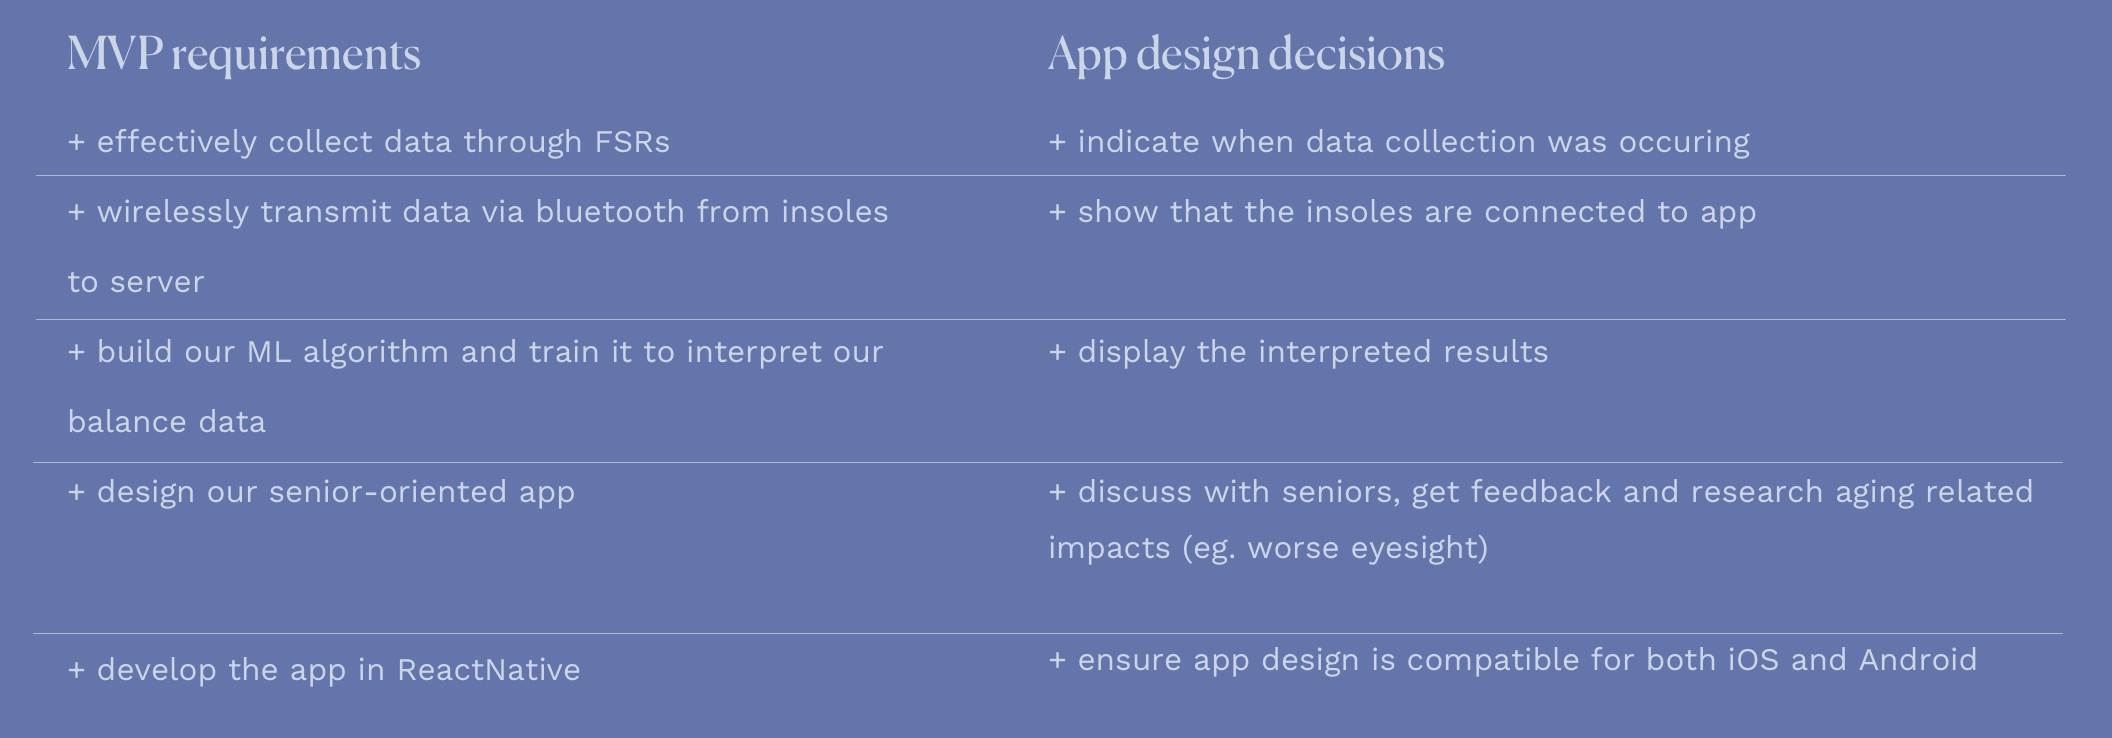 MVP requirements
App design decisions
+ effectively collect data through FSRs
+ indicate when data collection was occuring
+ wirelessly transmit data via bluetooth from insoles
to server
+ show that the insoles are connected to app
+ build our ML algorithm and train it to interpret our
balance data
+ display the interpreted results
+ design our senior-oriented app
+ discuss with seniors, get feedback and research aging related
impacts (eg. worse eyesight)
+ develop the app in ReactNative
+ ensure app design is compatible for both iOS and Android